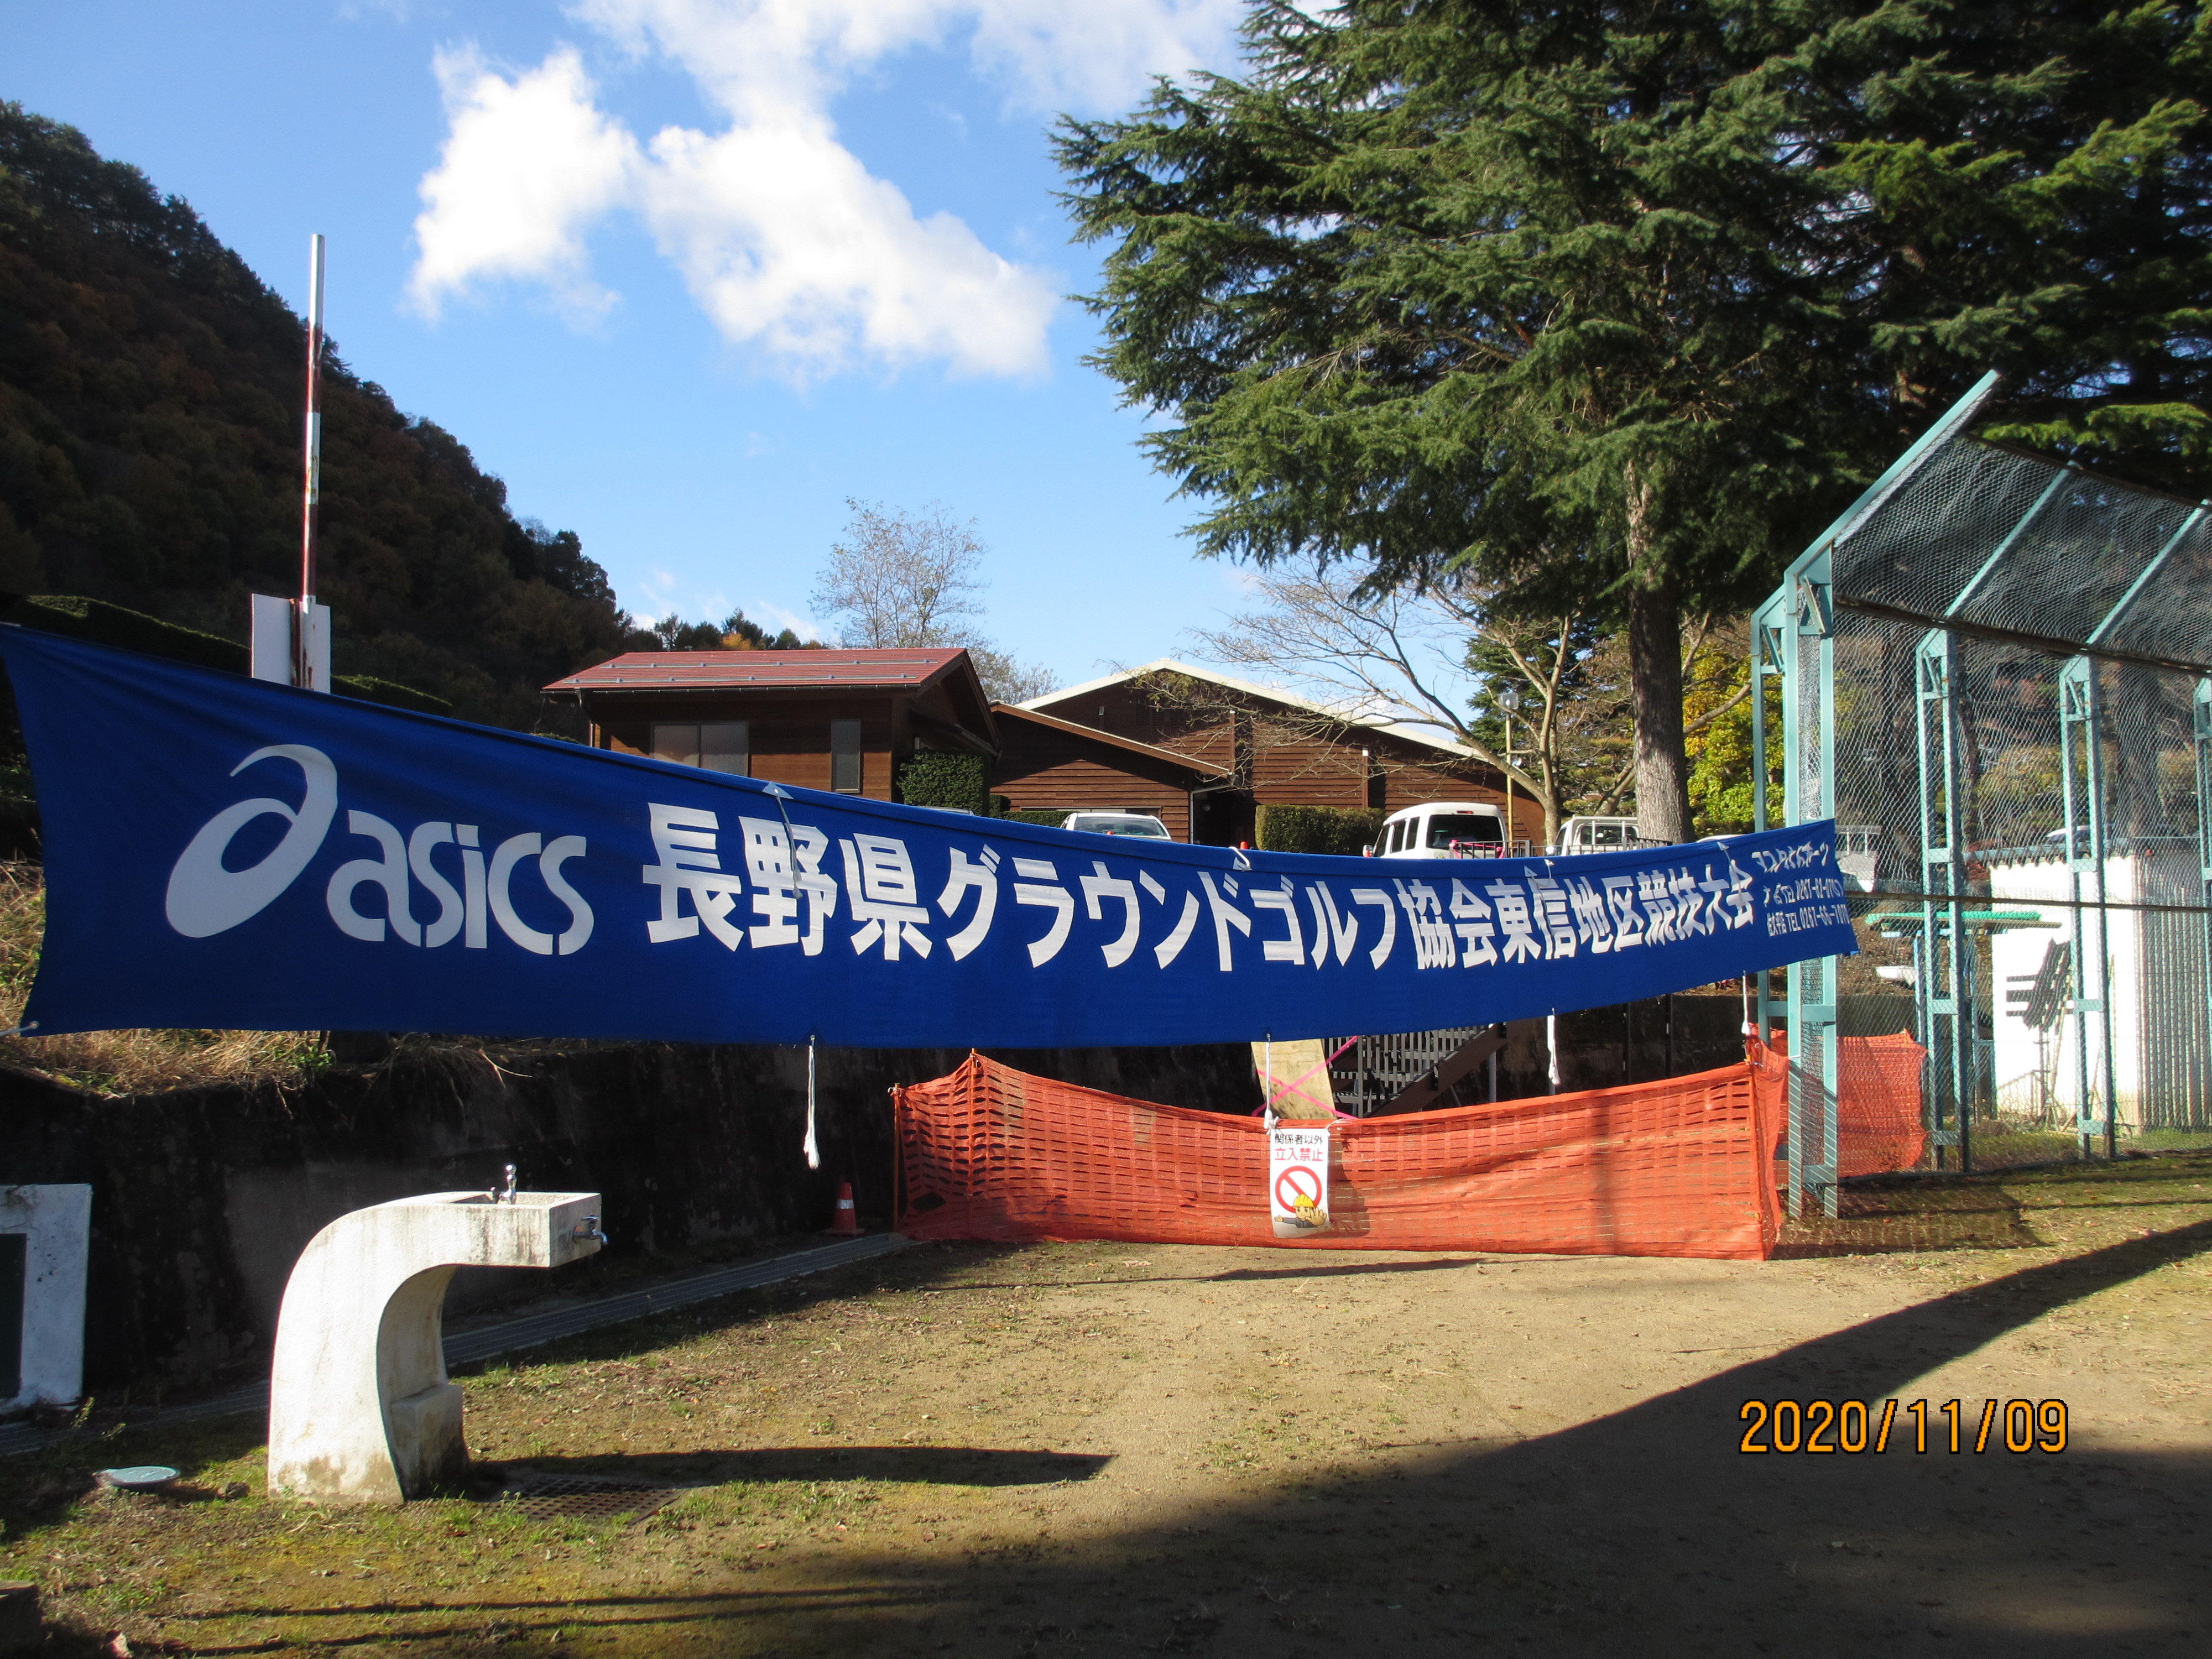 asics 長野県グラウンドゴルフ協会東信地区競技大会
関係者以外
立入禁止
2020/11/09